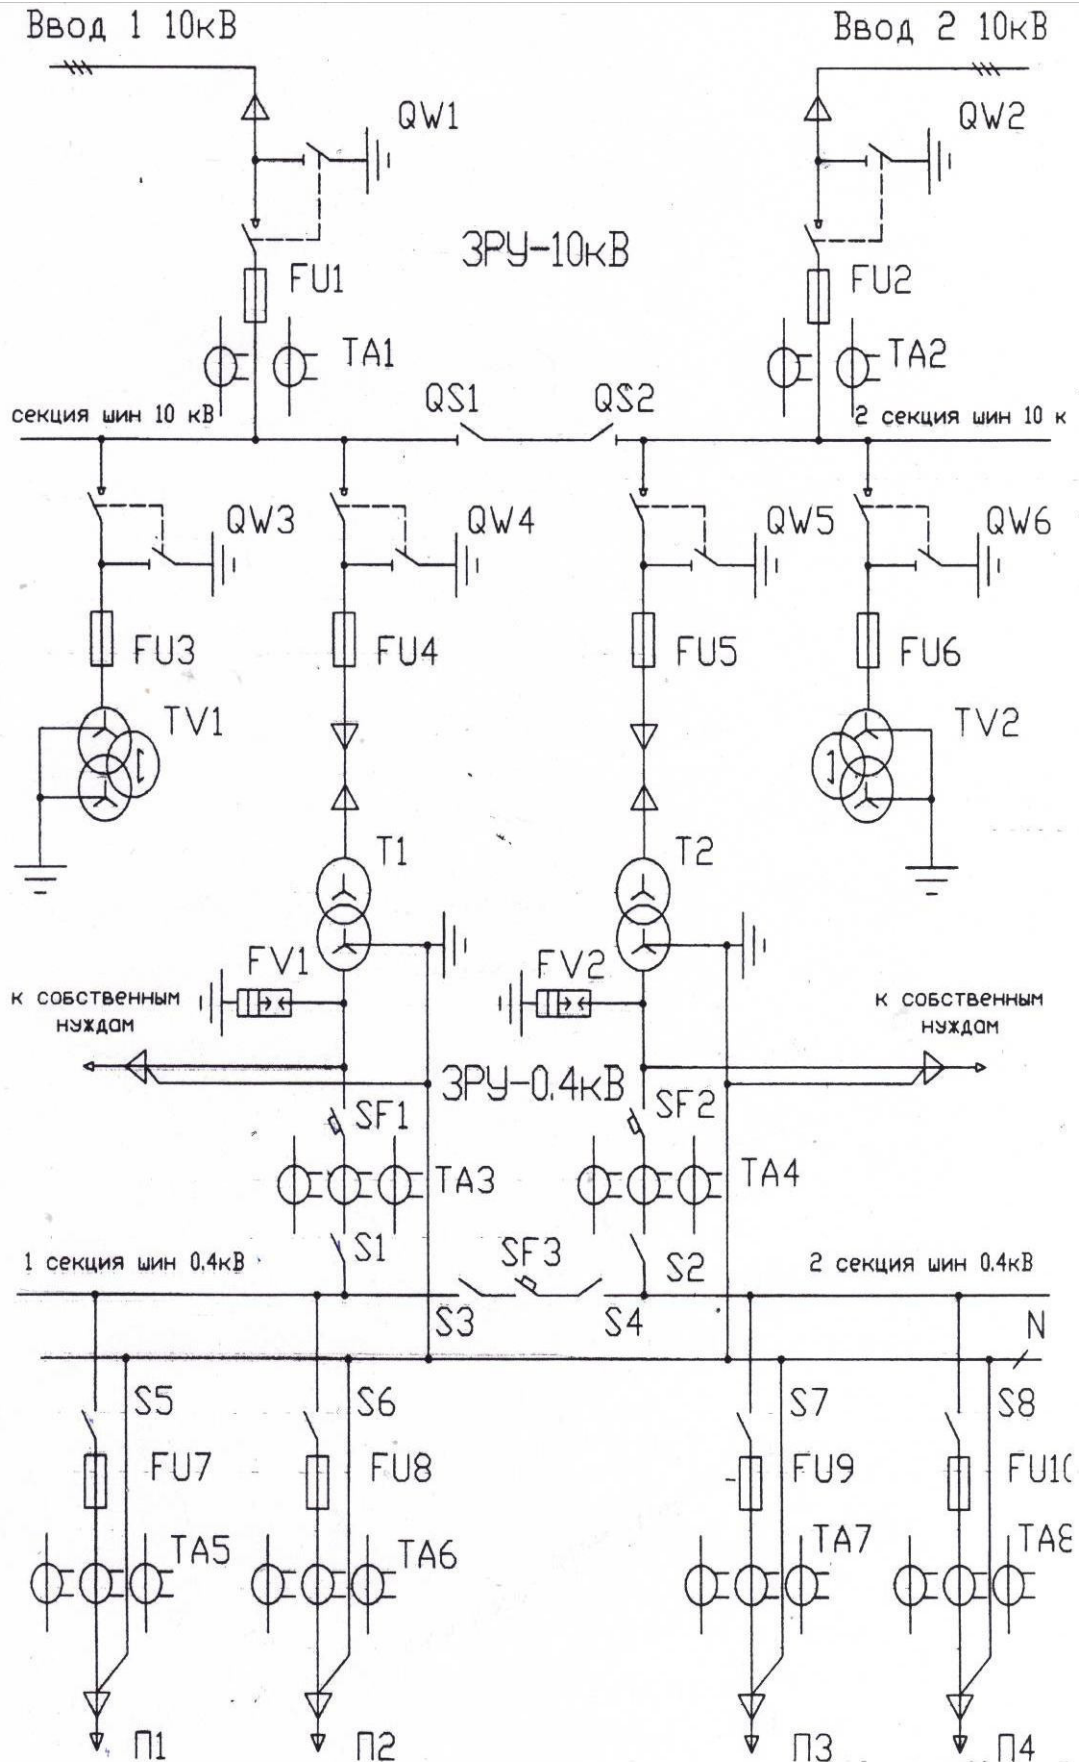 Ввод 1 10кВ
Ввод 2 10кВ
QW1
QW2
ЗРУ-10кВ
FU1
FU2
TA1
TA2
QS1
QS2
секция шин 10 кВ
2 секция шин 10 к
QW3
QW4
QW5
QW6
FU3
FU4
FU5
FU6
TV1
TV2
T1
T2
FV1
FV2
к собственным
нуждам
к собственным
нуждам
ЗРУ-0.4кВ
SF1
SF2
TA3
TA4
S1
SF3
S2
1 секция шин 0.4кВ
2 секция шин 0.4кВ
S3
S4
N
S5
S6
S7
S8
FU7
FU8
FU9
FU10
TA5
TA6
TA7
TA8
П1
П2
П3
П4